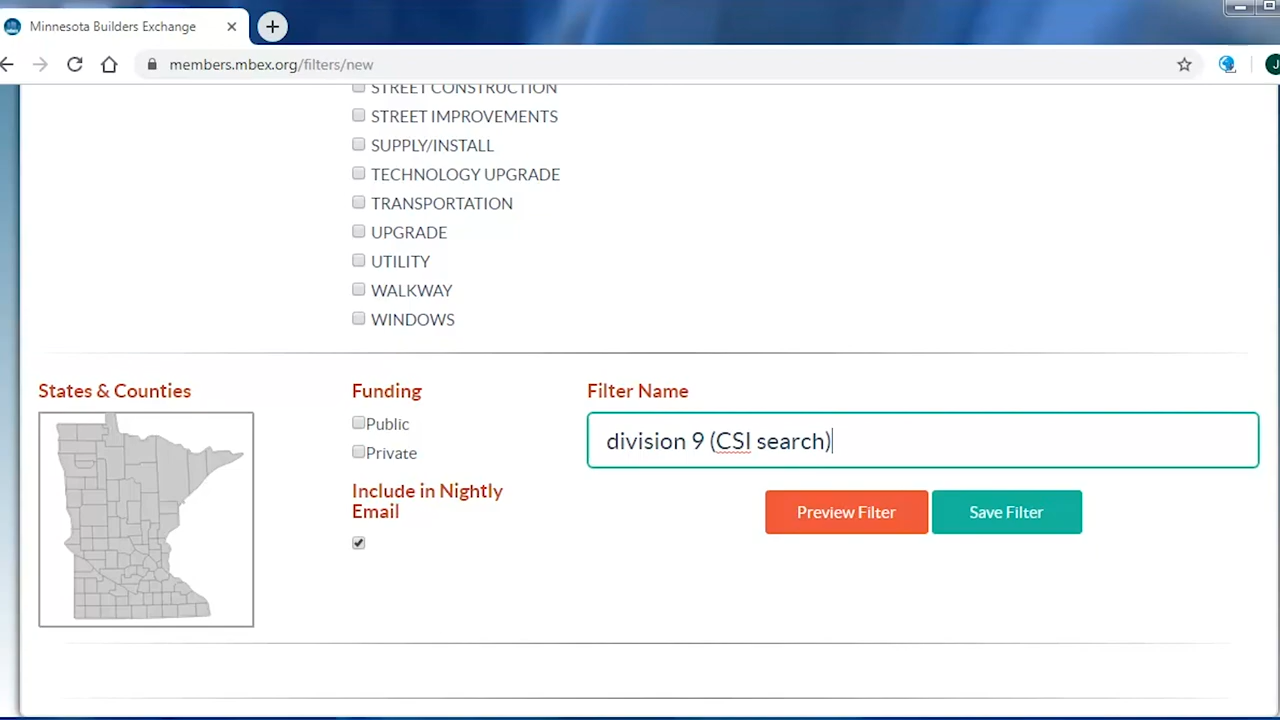 Minnesota Builders Exchange
members.mbex.org/filters/new
J
STREET CONSTRUCTION
STREET IMPROVEMENTS
SUPPLY/INSTALL
TECHNOLOGY UPGRADE
TRANSPORTATION
UPGRADE
UTILITY
WALKWAY
WINDOWS
States & Counties
Funding
Public
Private
Include in Nightly
Email
Filter Name
division 9 (CSI search)
Preview Filter
Save Filter